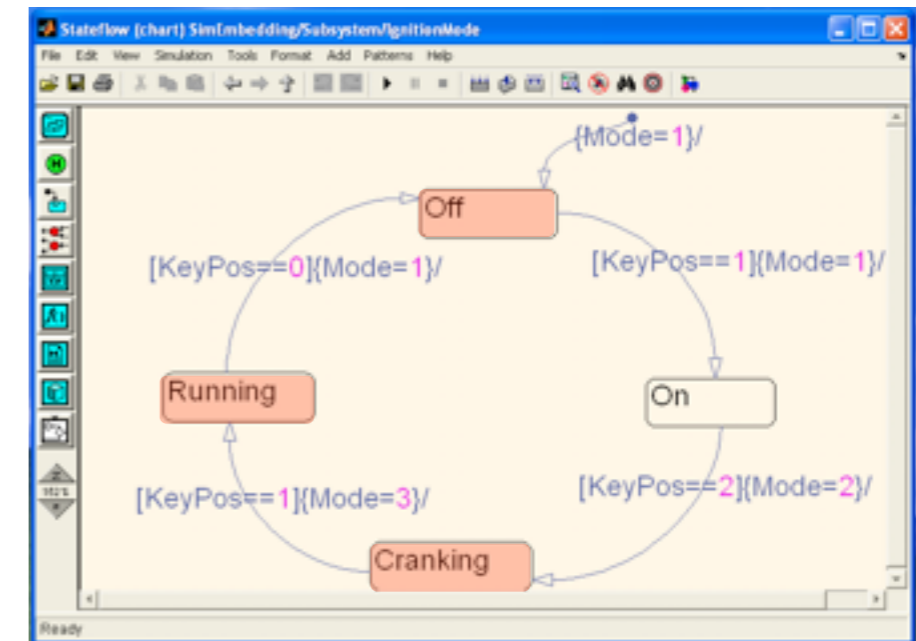 Stateflow (chart) SimEmbedding/Subsystem/IgnitionMode
File Edit View Simulation Tools Format Add Patterns Help
{Mode=1}/
Off
[KeyPos==0]{Mode=1}/
[KeyPos==1]{Mode=1}/
Running
On
[KeyPos==1]{Mode=3}/
[KeyPos==2]{Mode=2}/
Cranking
Ready